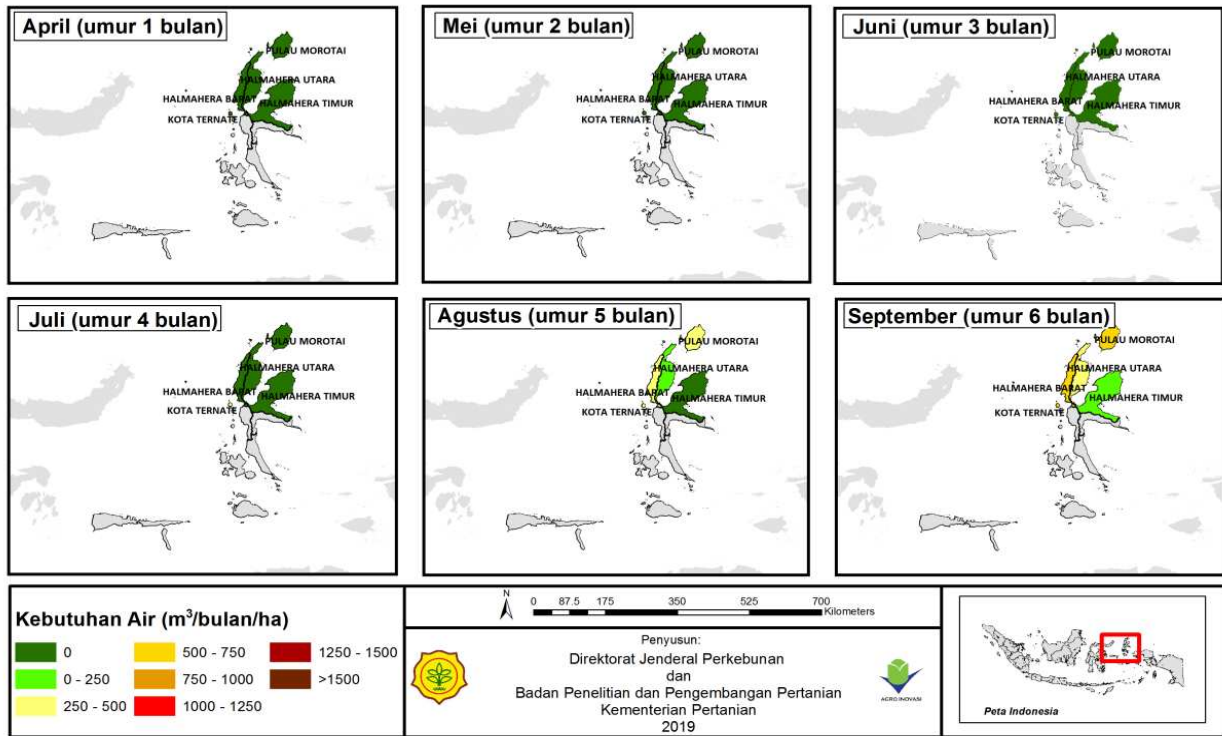 April (umur 1 bulan)
PULAU MOROTAI
HALMAHERA UTARA
HALMAHERA BARAT
HALMAHERA TIMUR
KOTA TERNATE
Mei (umur 2 bulan)
PULAU MOROTAI
HALMAHERA UTARA
HALMAHERA BARAT
HALMAHERA TIMUR
KOTA TERNATE
Juni (umur 3 bulan)
PULAU MOROTAI
HALMAHERA UTARA
HALMAHERA BARAT
HALMAHERA TIMUR
KOTA TERNATE
Juli (umur 4 bulan)
PULAU MOROTAI
HALMAHERA UTARA
HALMAHERA BARAT
HALMAHERA TIMUR
KOTA TERNATE
Agustus (umur 5 bulan)
PULAU MOROTAI
HALMAHERA UTARA
HALMAHERA BARAT
HALMAHERA TIMUR
KOTA TERNATE
September (umur 6 bulan)
PULAU MOROTAI
HALMAHERA UTARA
HALMAHERA BARAT
HALMAHERA TIMUR
KOTA TERNATE
Kebutuhan Air (m³/bulan/ha)
0
0 - 250
250 - 500
500 - 750
750 - 1000
1000 - 1250
1250 - 1500
>1500
N
0 87.5 175 350 525 700
Kilometers
Penyusun:
Direktorat Jenderal Perkebunan
dan
Badan Penelitian dan Pengembangan Pertanian
Kementerian Pertanian
2019
AGRO INOVASI
Peta Indonesia